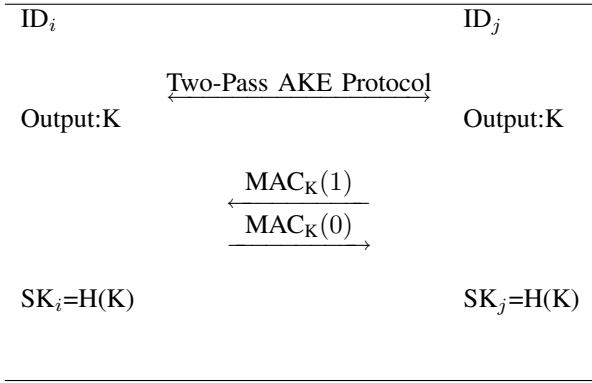 ID_i ID_j
Two-Pass AKE Protocol
Output:K Output:K
MAC_K(1)
MAC_K(0)
SK_i=H(K) SK_j=H(K)